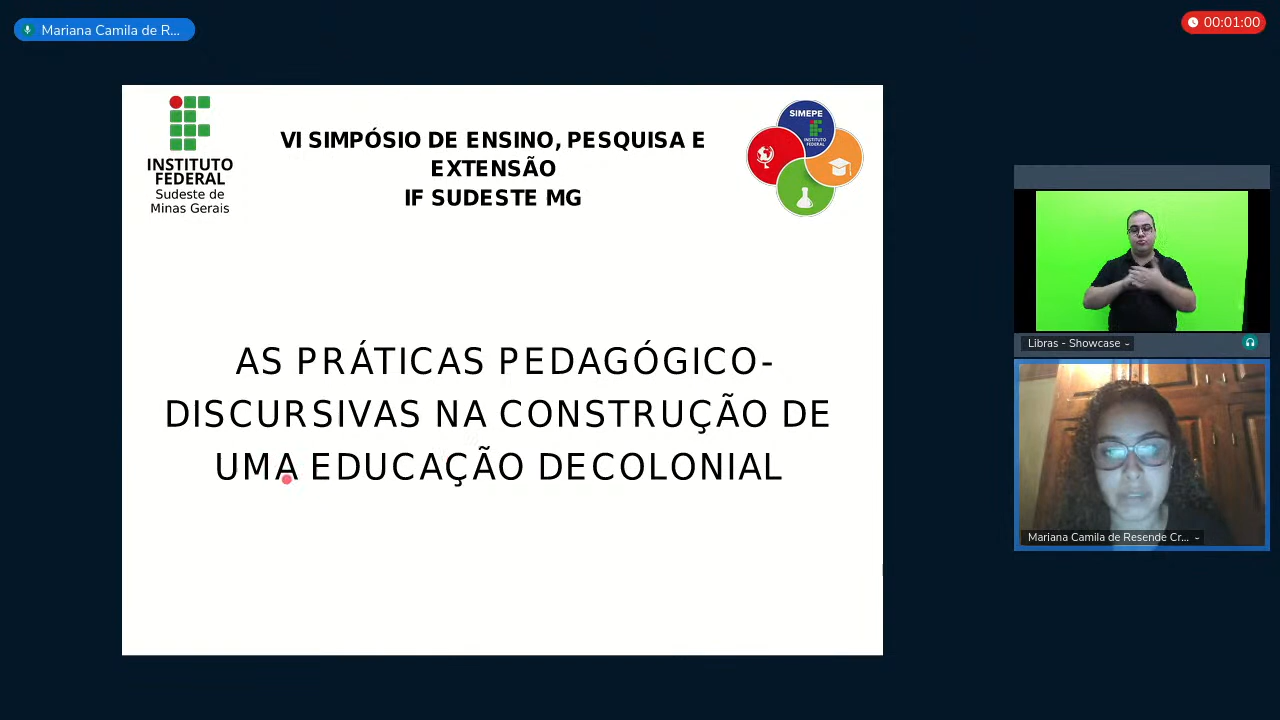 Mariana Camila de R...
00:01:00
INSTITUTO
FEDERAL
Sudeste de
Minas Gerais
VI SIMPÓSIO DE ENSINO, PESQUISA E
EXTENSÃO
IF SUDESTE MG
SIMEPE
INSTITUTO
FEDERAL
AS PRÁTICAS PEDAGÓGICO-
DISCURSIVAS NA CONSTRUÇÃO DE
UMA EDUCAÇÃO DECOLONIAL
Libras - Showcase
Mariana Camila de Resende Cr...